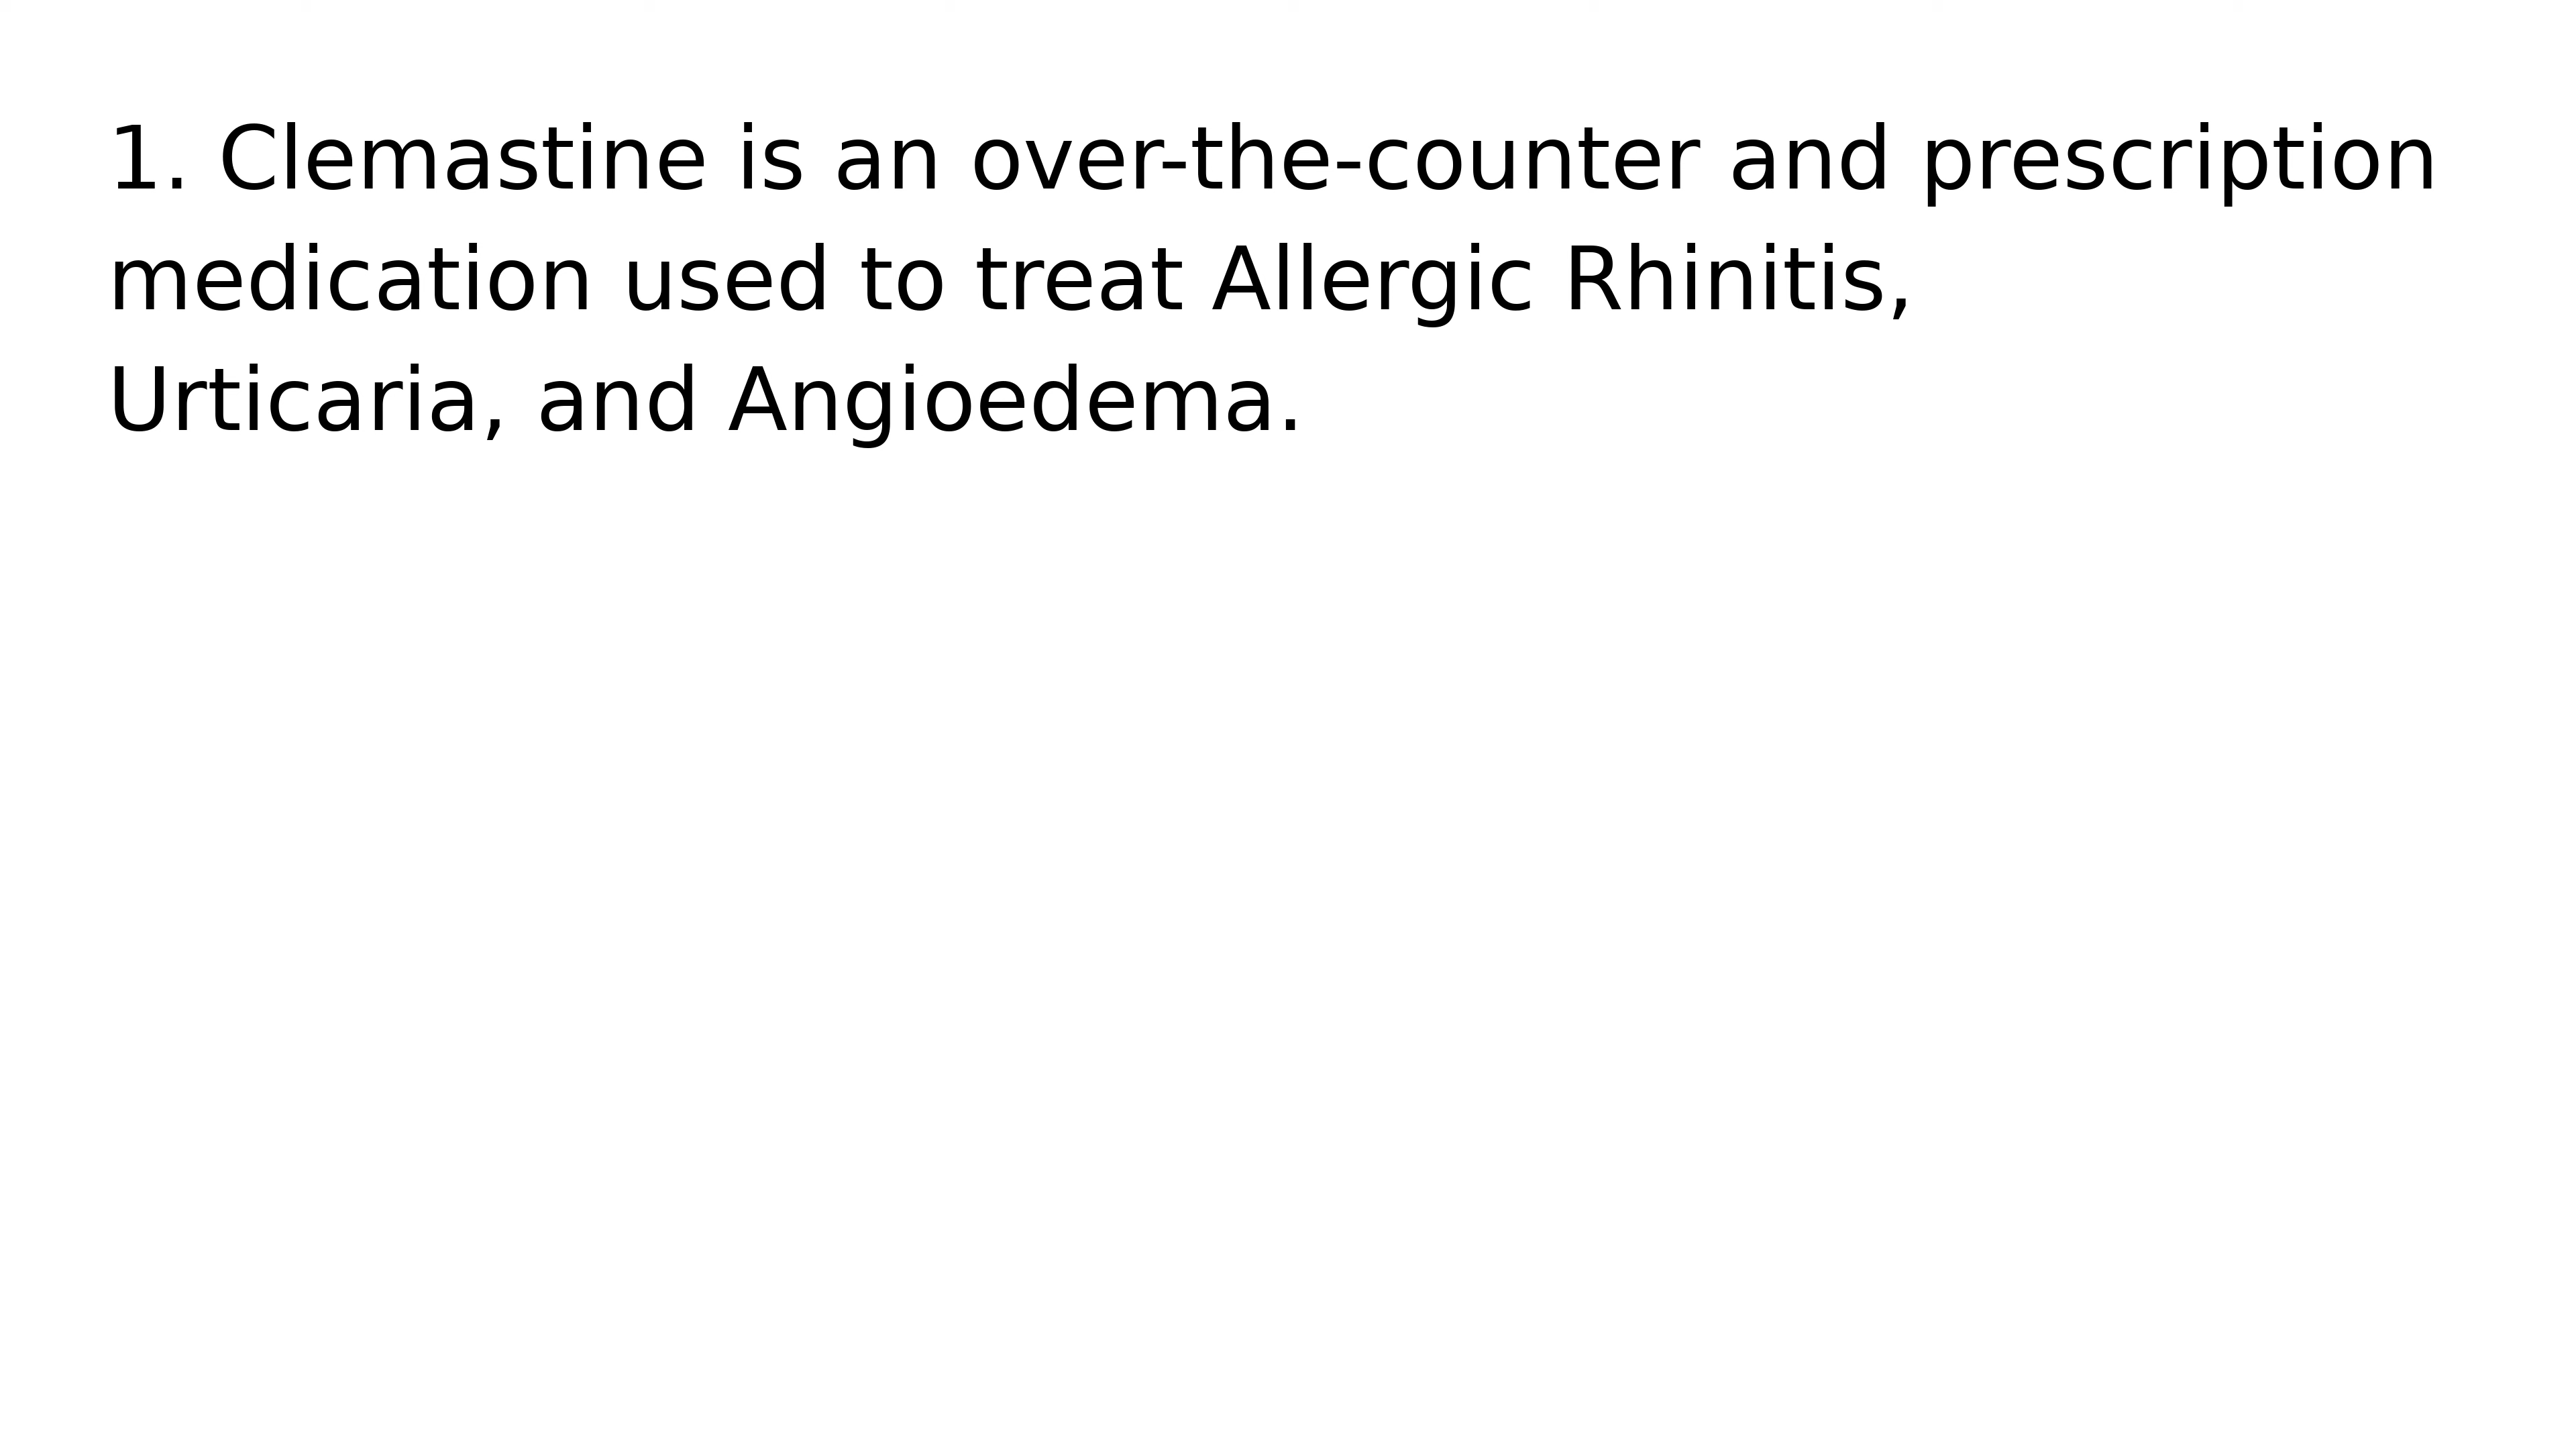 1. Clemastine is an over-the-counter and prescription
medication used to treat Allergic Rhinitis,
Urticaria, and Angioedema.